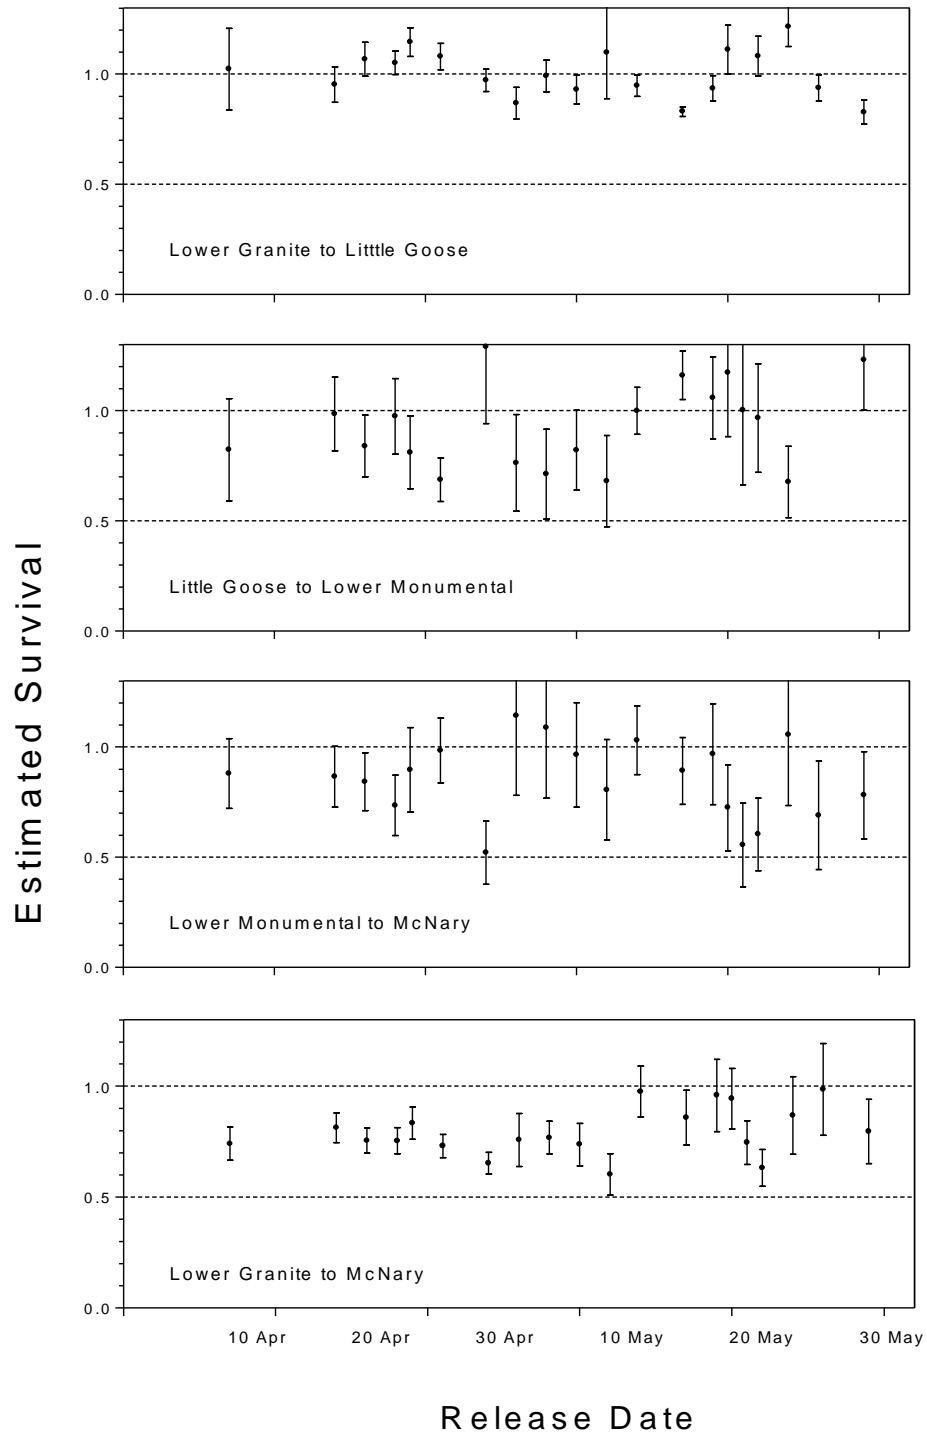 1.0
0.5
Lower Granite to Litttle Goose
0.0
1.0
0.5
Little Goose to Lower Monumental
0.0
Estimated Survival
1.0
0.5
Lower Monumental to McNary
0.0
1.0
0.5
Lower Granite to McNary
0.0
10 Apr 20 Apr 30 Apr 10 May 20 May 30 May
Release Date